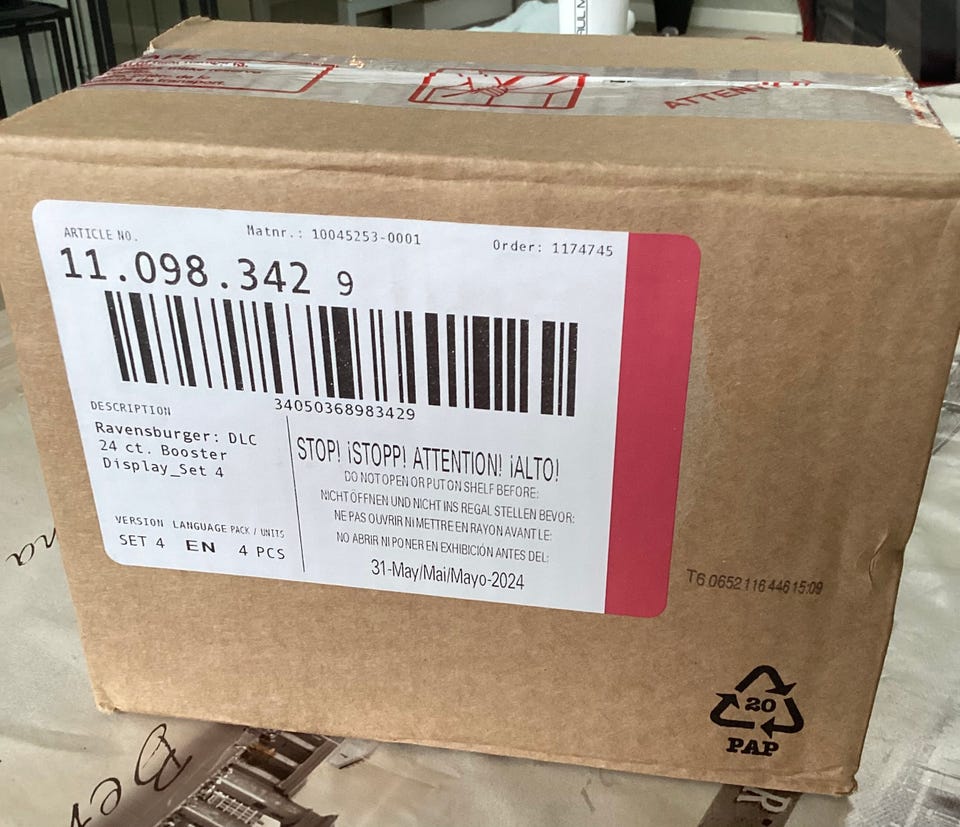 ATTENT
ARTICLE NO.
Matnr.: 10045253-0001
Order: 1174745
11.098.342 9
34050368983429
DESCRIPTION
Ravensburger: DLC
24 ct. Booster
Display_Set 4
VERSION LANGUAGE PACK / UNITS
SET 4 EN 4 PCS
STOP! ¡STOPP! ATTENTION! ¡ALTO!
DO NOT OPEN OR PUT ON SHELF BEFORE:
NICHT ÖFFNEN UND NICHT INS REGAL STELLEN BEVOR:
NE PAS OUVRIR NI METTRE EN RAYON AVANT LE:
NO ABRIR NI PONER EN EXHIBICIÓN ANTES DEL:
31-May/Mai/Mayo-2024
T6 0652 116 446 15:09
20
PAP